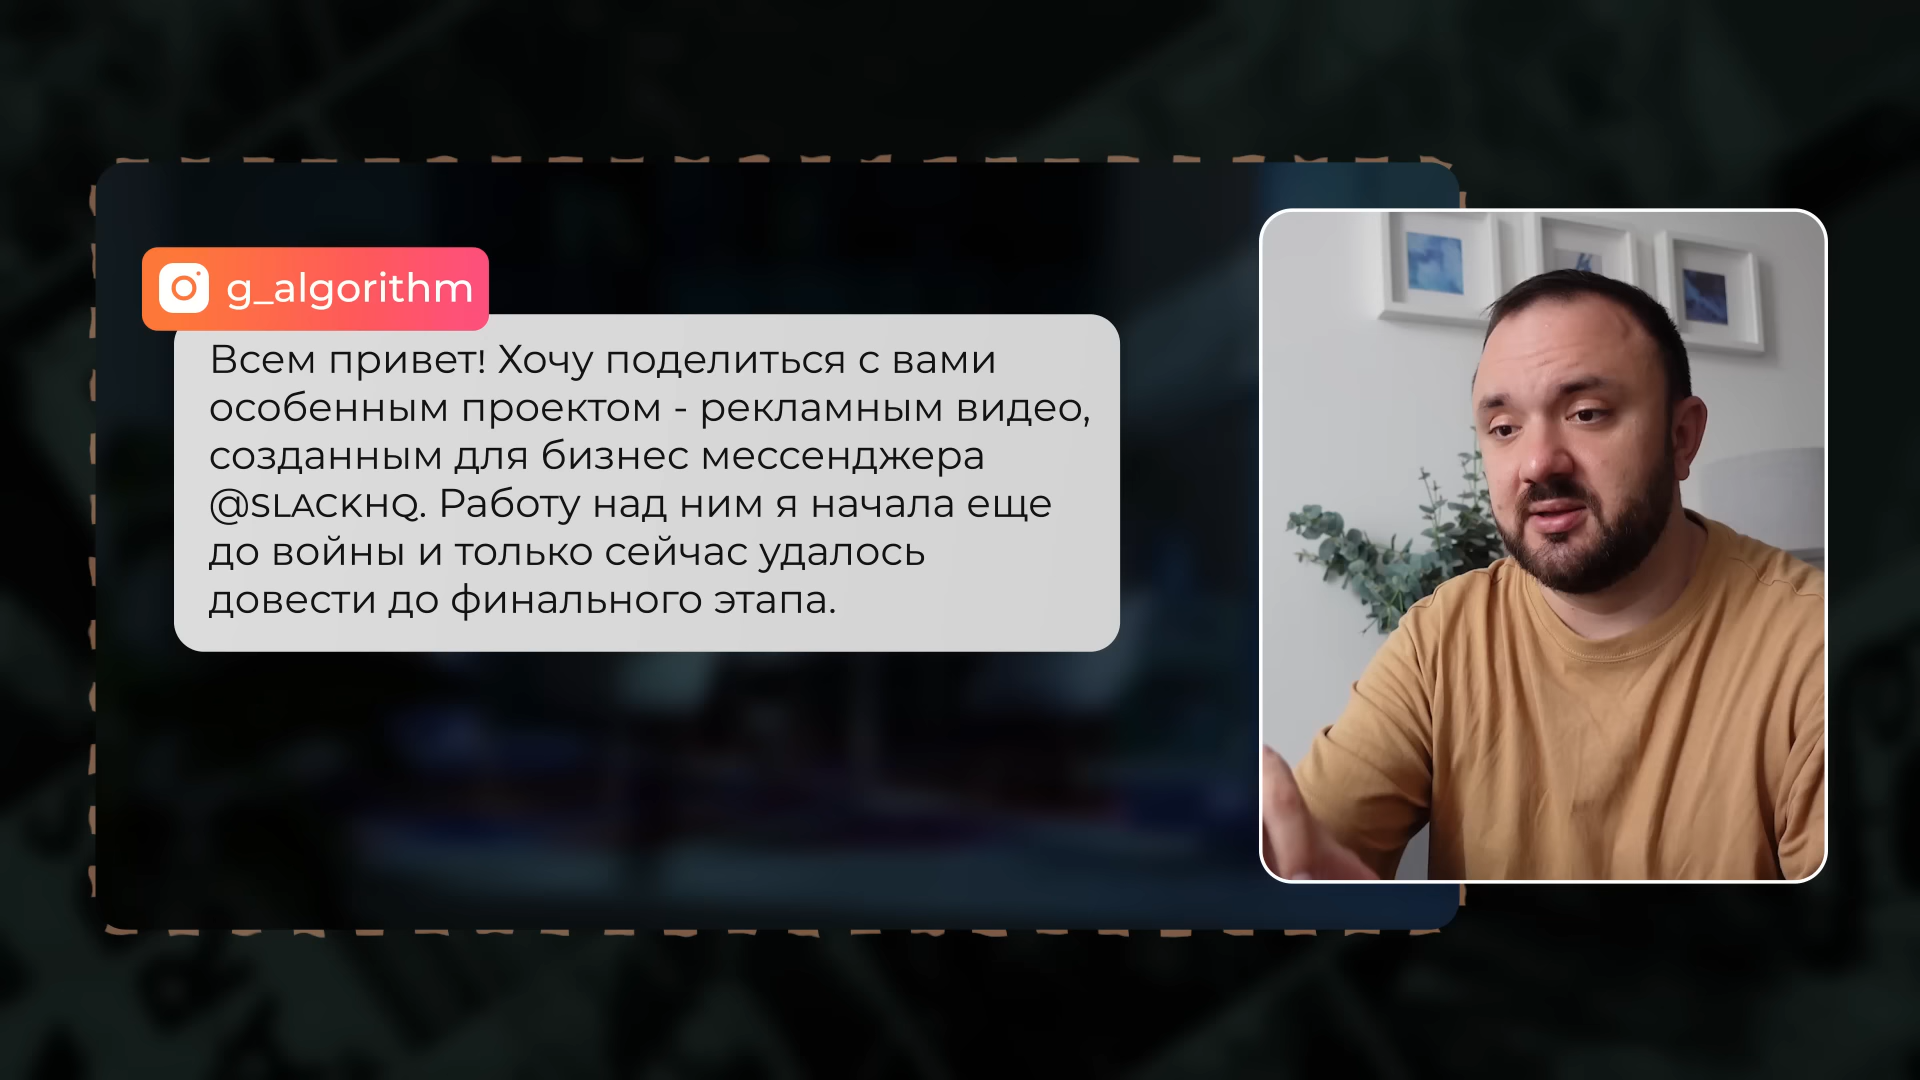 g_algorithm
Всем привет! Хочу поделиться с вами
особенным проектом - рекламным видео,
созданным для бизнес мессенджера
@SLACKHQ. Работу над ним я начала еще
до войны и только сейчас удалось
довести до финального этапа.